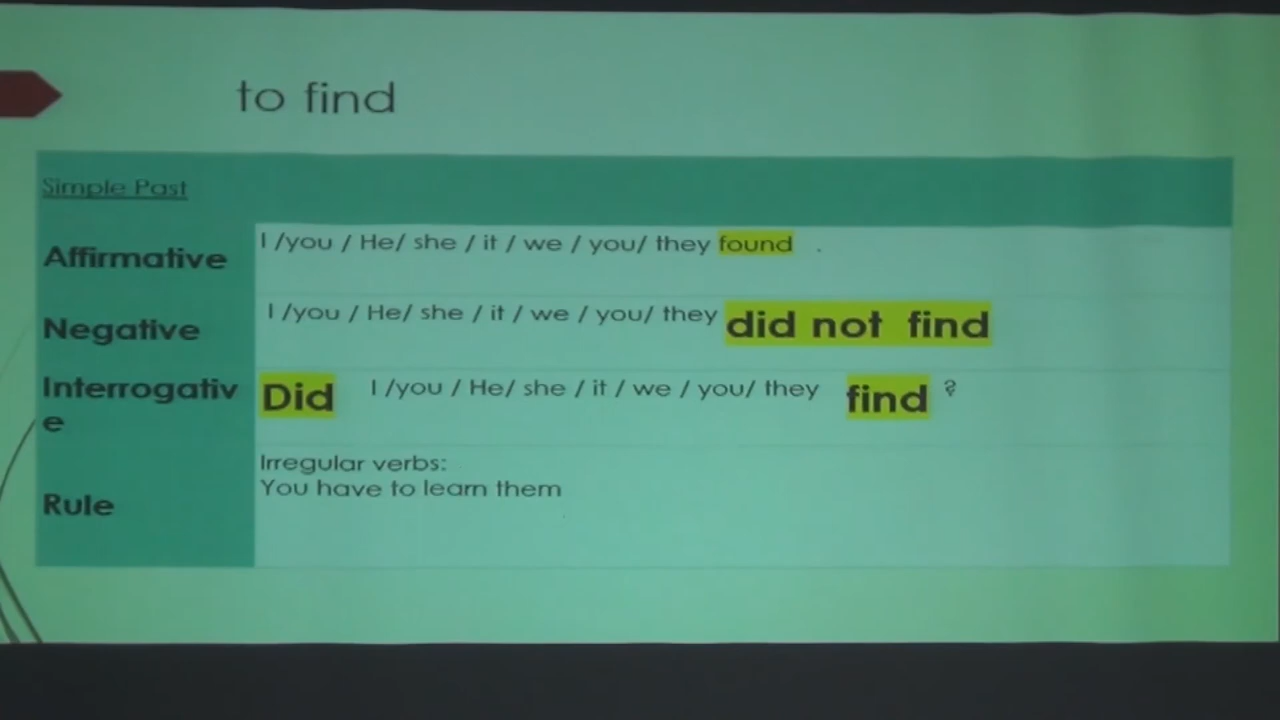 to find
Simple Past
Affirmative
I /you / He/ she / it / we / you/ they found .
Negative
I /you / He/ she / it / we / you/ they did not find
Interrogativ
e
Did I /you / He/ she / it / we / you/ they find ?
Rule
Irregular verbs:
You have to learn them